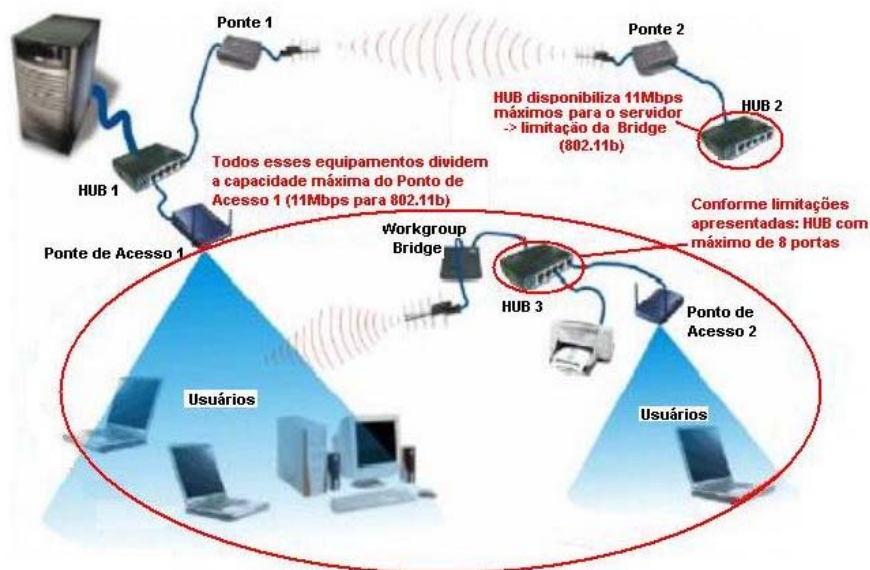 Ponte 1
Ponte 2
HUB disponibiliza 11Mbps
máximos para o servidor
-> limitação da Bridge
(802.11b)
HUB 2
HUB 1
Todos esses equipamentos dividem
a capacidade máxima do Ponto de
Acesso 1 (11Mbps para 802.11b)
Conforme limitações
apresentadas: HUB com
máximo de 8 portas
Ponte de Acesso 1
Workgroup
Bridge
HUB 3
Ponto de
Acesso 2
Usuários
Usuários